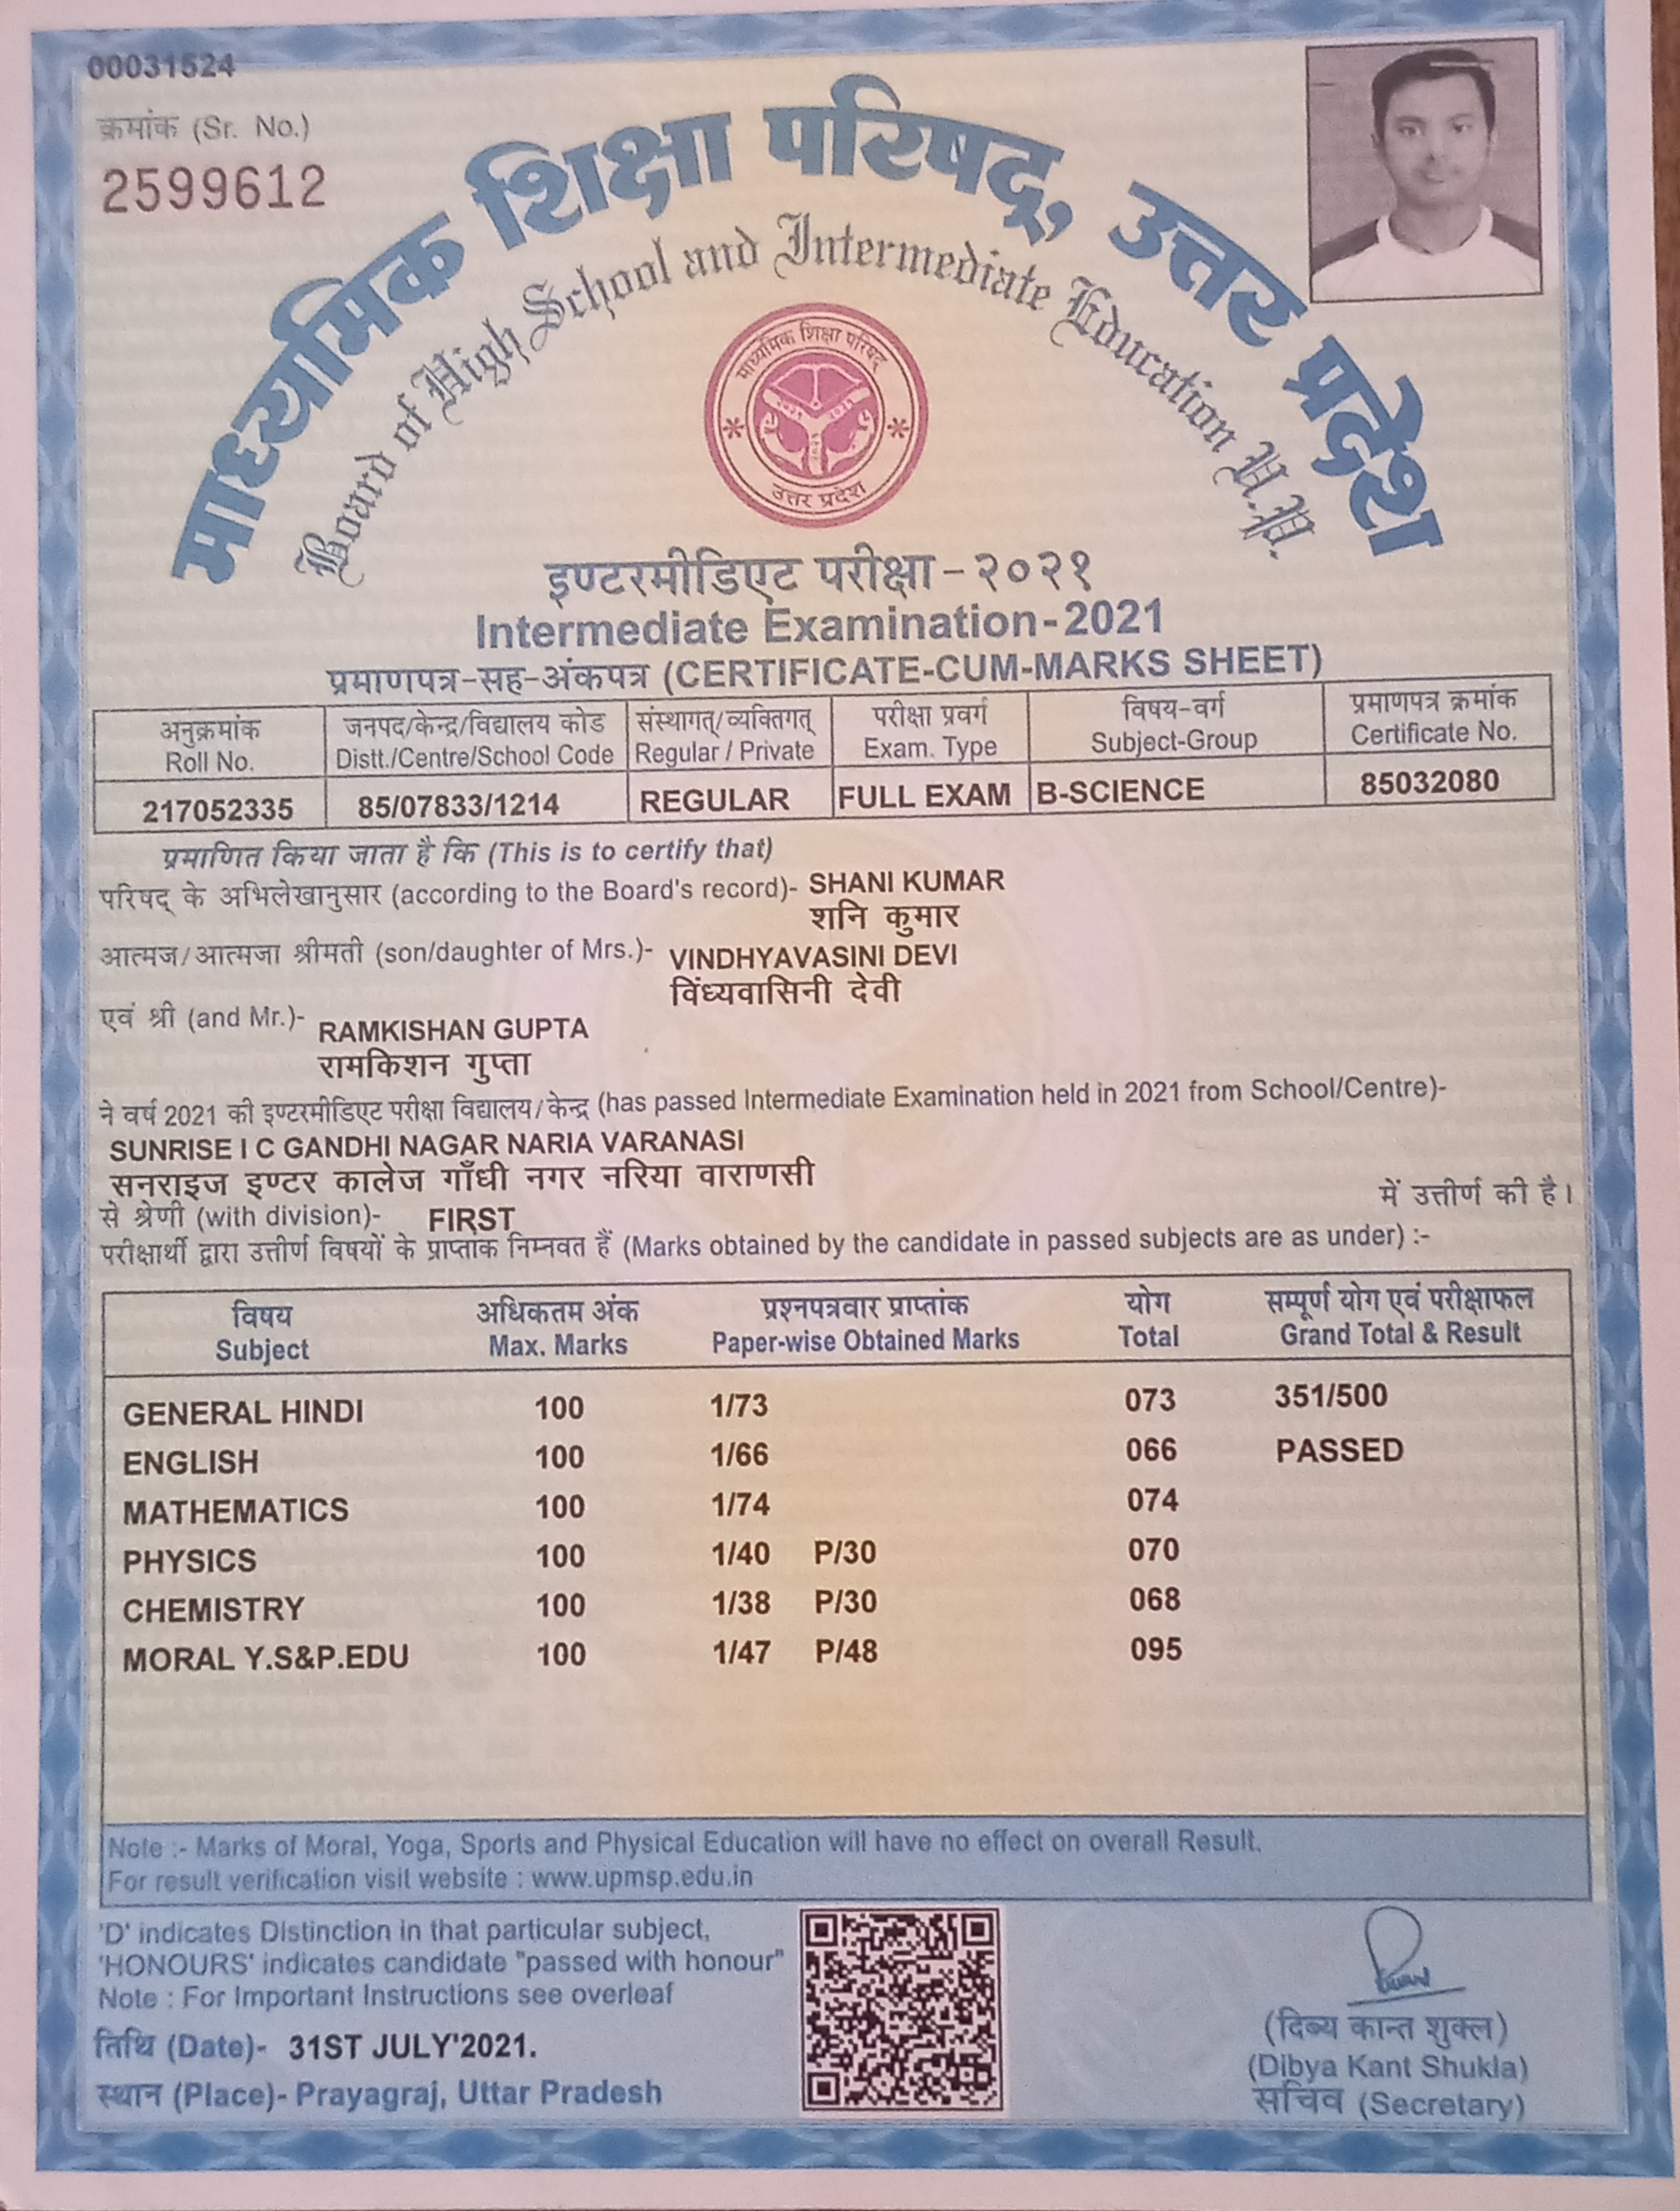 00031524
क्रमांक (Sr. No.)
2599612
माध्यमिक शिक्षा परिषद्, उत्तर प्रदेश
Board of High School and Intermediate Education U.P.
माध्यमिक शिक्षा परिषद्
उत्तर प्रदेश
इण्टरमीडिएट परीक्षा-२०२१
Intermediate Examination-2021
प्रमाणपत्र-सह-अंकपत्र (CERTIFICATE-CUM-MARKS SHEET)
अनुक्रमांक जनपद/केन्द्र/विद्यालय कोड संस्थागत्/व्यक्तिगत् परीक्षा प्रवर्ग विषय-वर्ग प्रमाणपत्र क्रमांक
Roll No. Distt./Centre/School Code Regular / Private Exam. Type Subject-Group Certificate No.
217052335 85/07833/1214 REGULAR FULL EXAM B-SCIENCE 85032080
प्रमाणित किया जाता है कि (This is to certify that)
परिषद् के अभिलेखानुसार (according to the Board's record)- SHANI KUMAR
शनि कुमार
आत्मज/आत्मजा श्रीमती (son/daughter of Mrs.)- VINDHYAVASINI DEVI
विंध्यवासिनी देवी
एवं श्री (and Mr.)- RAMKISHAN GUPTA
रामकिशन गुप्ता
ने वर्ष 2021 की इण्टरमीडिएट परीक्षा विद्यालय/केन्द्र (has passed Intermediate Examination held in 2021 from School/Centre)-
SUNRISE I C GANDHI NAGAR NARIA VARANASI
सनराइज इण्टर कालेज गाँधी नगर नरिया वाराणसी
में उत्तीर्ण की है।
से श्रेणी (with division)- FIRST
परीक्षार्थी द्वारा उत्तीर्ण विषयों के प्राप्तांक निम्नवत हैं (Marks obtained by the candidate in passed subjects are as under) :-
विषय अधिकतम अंक प्रश्नपत्रवार प्राप्तांक योग सम्पूर्ण योग एवं परीक्षाफल
Subject Max. Marks Paper-wise Obtained Marks Total Grand Total & Result
GENERAL HINDI 100 1/73 073 351/500
ENGLISH 100 1/66 066 PASSED
MATHEMATICS 100 1/74 074
PHYSICS 100 1/40 P/30 070
CHEMISTRY 100 1/38 P/30 068
MORAL Y.S&P.EDU 100 1/47 P/48 095
Note :- Marks of Moral, Yoga, Sports and Physical Education will have no effect on overall Result.
For result verification visit website : www.upmsp.edu.in
'D' indicates Distinction in that particular subject,
'HONOURS' indicates candidate "passed with honour"
Note : For Important Instructions see overleaf
तिथि (Date)- 31ST JULY'2021.
स्थान (Place)- Prayagraj, Uttar Pradesh
(दिब्य कान्त शुक्ल)
(Dibya Kant Shukla)
सचिव (Secretary)